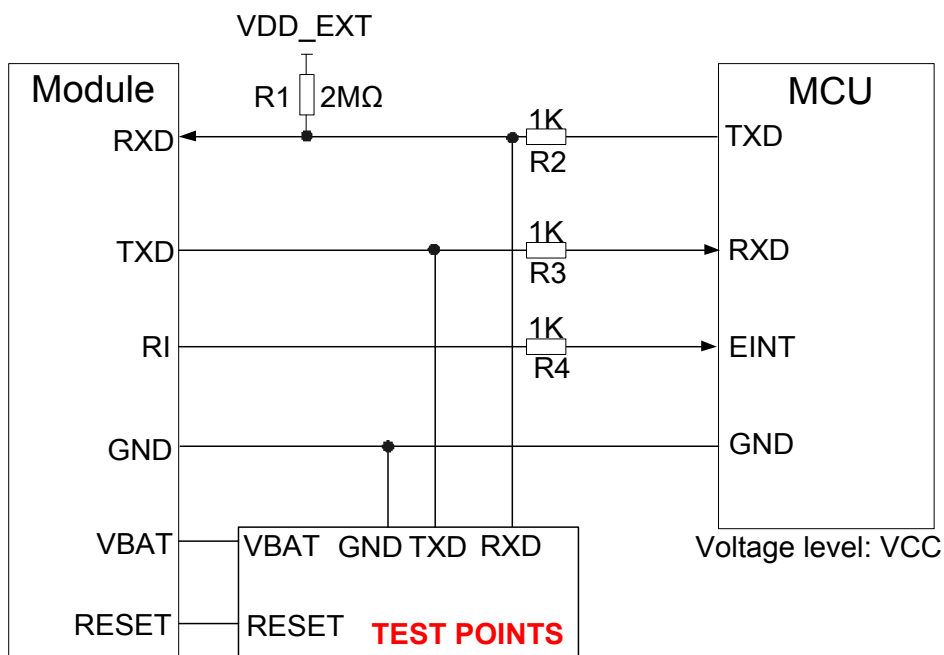 VDD_EXT
Module
R1
2MΩ
MCU
1K
RXD
TXD
R2
1K
TXD
RXD
R3
1K
RI
EINT
R4
GND
GND
VBAT
VBAT GND TXD RXD
Voltage level: VCC
RESET
RESET
TEST POINTS